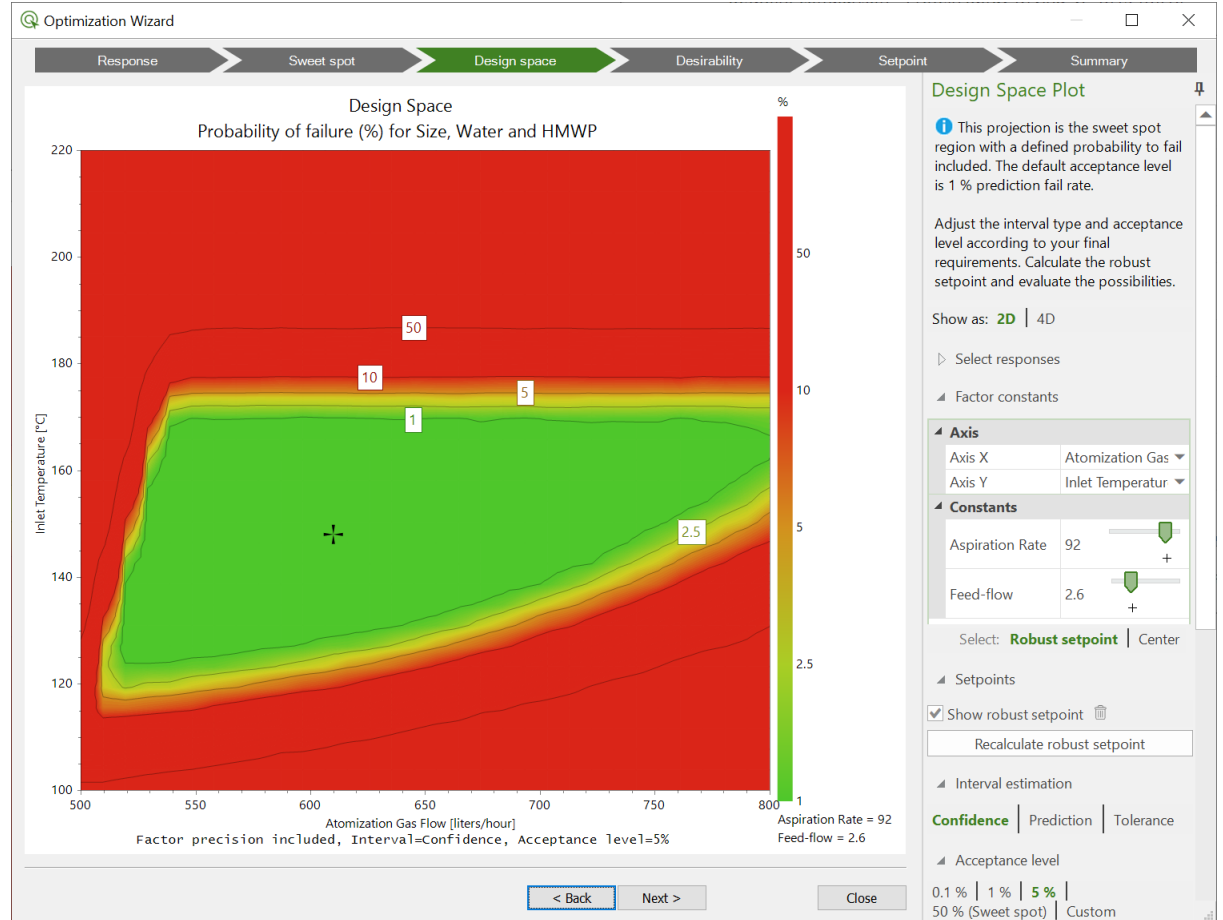 Optimization Wizard
Response
Sweet spot
Design space
Desirability
Setpoint
Summary
Design Space
Probability of failure (%) for Size, Water and HMWP
%
220
200
180
160
140
120
100
Inlet Temperature [°C]
50
10
5
1
2.5
500
550
600
650
700
750
800
Atomization Gas Flow [liters/hour]
Factor precision included, Interval=Confidence, Acceptance level=5%
50
10
5
2.5
1
Aspiration Rate = 92
Feed-flow = 2.6
< Back
Next >
Close
Design Space Plot
This projection is the sweet spot
region with a defined probability to fail
included. The default acceptance level
is 1 % prediction fail rate.
Adjust the interval type and acceptance
level according to your final
requirements. Calculate the robust
setpoint and evaluate the possibilities.
Show as: 2D | 4D
Select responses
Factor constants
Axis
Axis X Atomization Gas
Axis Y Inlet Temperatur
Constants
Aspiration Rate 92
Feed-flow 2.6
Select: Robust setpoint | Center
Setpoints
Show robust setpoint
Recalculate robust setpoint
Interval estimation
Confidence | Prediction | Tolerance
Acceptance level
0.1 % | 1 % | 5 % |
50 % (Sweet spot) | Custom